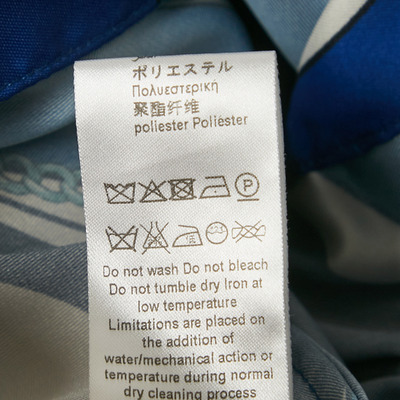 ポリエステル
Πολυεστερική
聚酯纤维
poliester Poliester
P
Do not wash Do not bleach
Do not tumble dry Iron at
low temperature
Limitations are placed on
the addition of
water/mechanical action or
temperature during normal
dry cleaning process